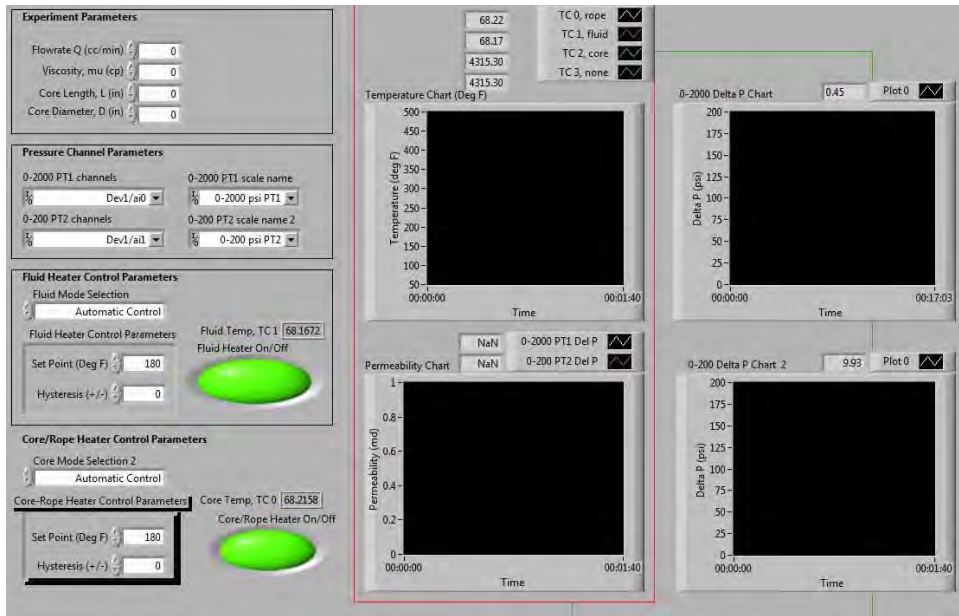 Experiment Parameters
Flowrate Q (cc/min) 0
Viscosity, mu (cp) 0
Core Length, L (in) 0
Core Diameter, D (in) 0
Pressure Channel Parameters
0-2000 PT1 channels 0-2000 PT1 scale name
Dev1/ai0 0-2000 psi PT1
0-200 PT2 channels 0-200 PT2 scale name 2
Dev1/ai1 0-200 psi PT2
Fluid Heater Control Parameters
Fluid Mode Selection
Automatic Control
Fluid Heater Control Parameters
Fluid Temp, TC 1 68.1672
Fluid Heater On/Off
Set Point (Deg F) 180
Hysteresis (+/-) 0
Core/Rope Heater Control Parameters
Core Mode Selection 2
Automatic Control
Core-Rope Heater Control Parameters
Core Temp, TC 0 68.2158
Core/Rope Heater On/Off
Set Point (Deg F) 180
Hysteresis (+/-) 0
68.22 TC 0, rope
68.17 TC 1, fluid
4315.30 TC 2, core
4315.30 TC 3, none
Temperature Chart (Deg F)
Temperature (deg F)
500
450
400
350
300
250
200
150
100
50
00:00:00 00:01:40
Time
NaN 0-2000 PT1 Del P
NaN 0-200 PT2 Del P
Permeability Chart
Permeability (md)
1
0.8
0.6
0.4
0.2
0
00:00:00 00:01:40
Time
0-2000 Delta P Chart 0.45 Plot 0
Delta P (psi)
200
175
150
125
100
75
50
25
0
00:00:00 00:17:03
Time
0-200 Delta P Chart 2 9.93 Plot 0
Delta P (psi)
200
175
150
125
100
75
50
25
0
00:00:00 00:01:40
Time